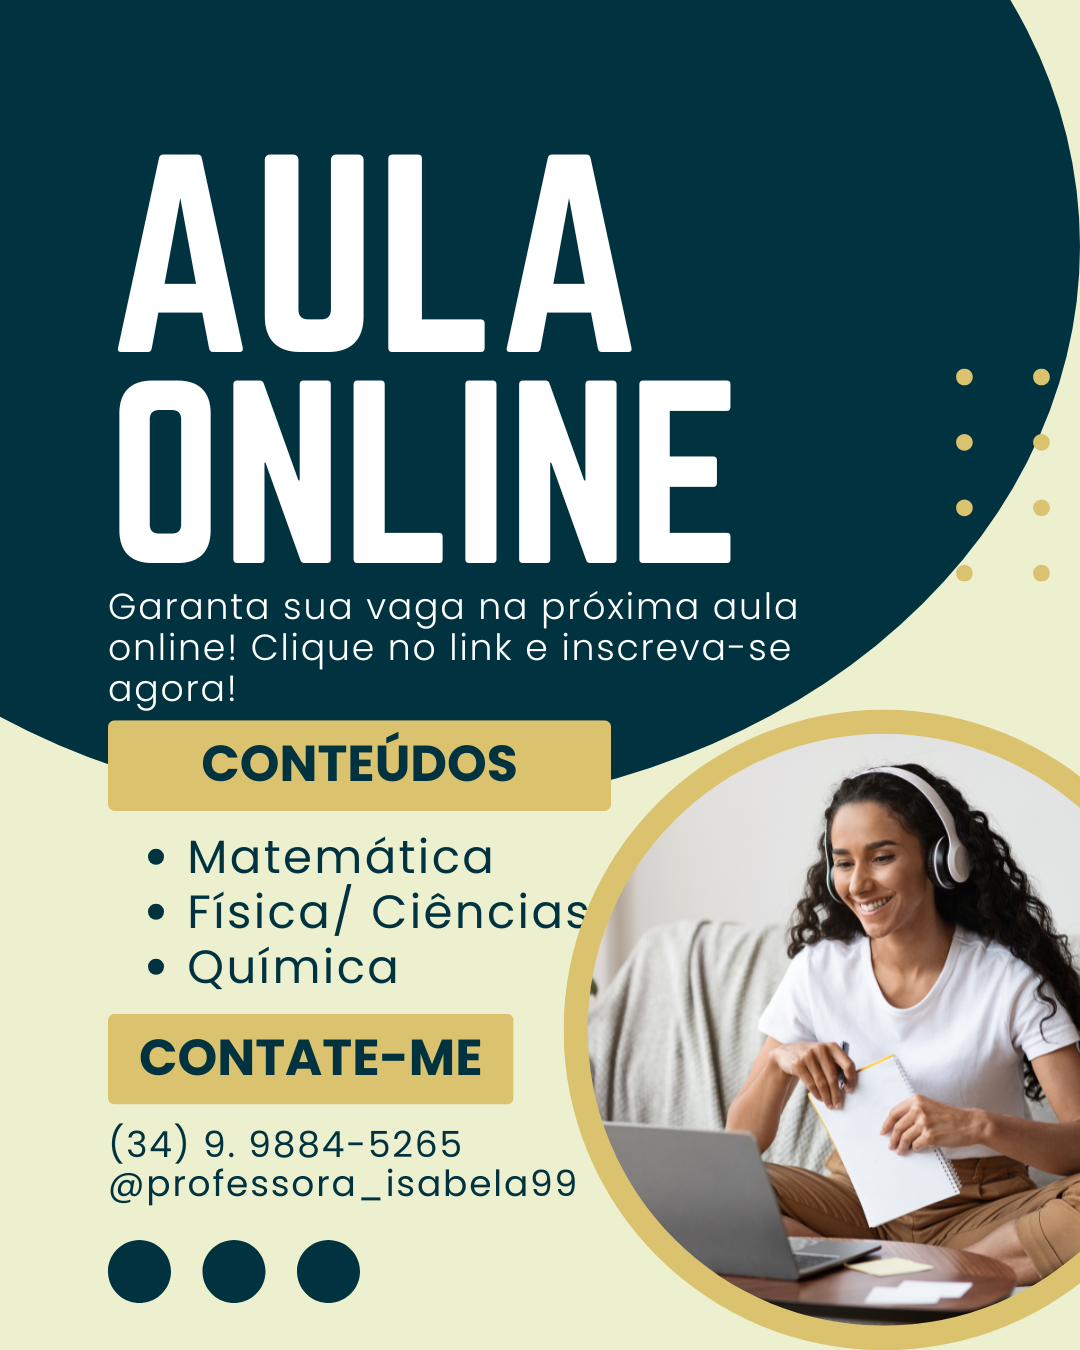 AULA
ONLINE
Garanta sua vaga na próxima aula
online! Clique no link e inscreva-se
agora!
CONTEÚDOS
• Matemática
• Física/ Ciências
• Química
CONTATE-ME
(34) 9. 9884-5265
@professora_isabela99